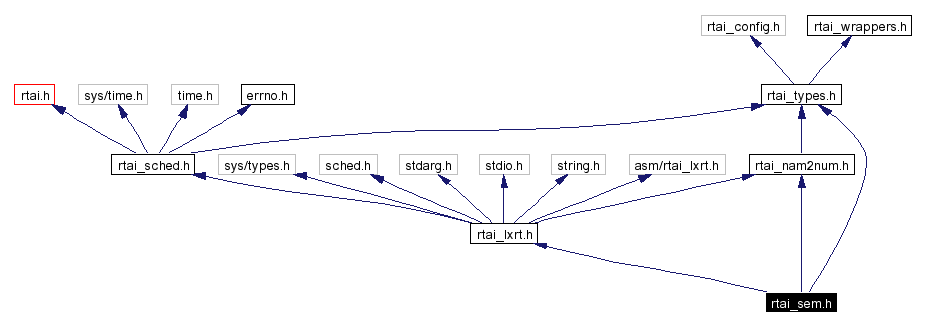 rtai_config.h
rtai_wrappers.h
rtai.h
sys/time.h
time.h
errno.h
rtai_types.h
rtai_sched.h
sys/types.h
sched.h
stdarg.h
stdio.h
string.h
asm/rtai_lxrt.h
rtai_nam2num.h
rtai_lxrt.h
rtai_sem.h